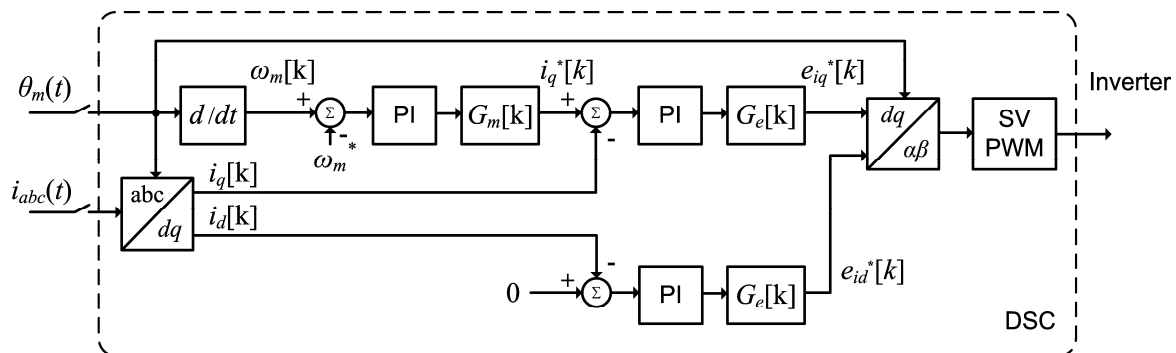 θm(t)
d/dt
ωm[k]
+
Σ
-
ωm*
PI
Gm[k]
iq*[k]
+
Σ
-
PI
Ge[k]
eiq*[k]
dq
αβ
SV
PWM
Inverter
iabc(t)
abc
dq
iq[k]
id[k]
0
+
Σ
-
PI
Ge[k]
eid*[k]
DSC